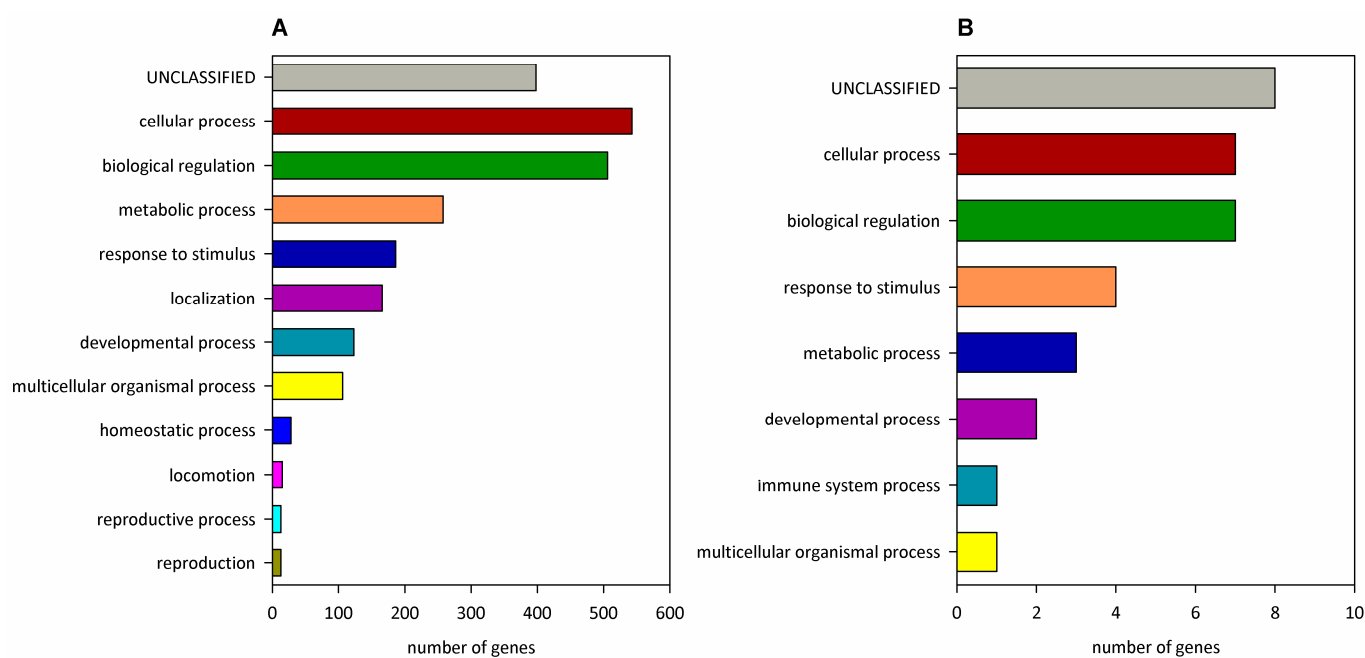 A
UNCLASSIFIED
cellular process
biological regulation
metabolic process
response to stimulus
localization
developmental process
multicellular organismal process
homeostatic process
locomotion
reproductive process
reproduction
0 100 200 300 400 500 600
number of genes
B
UNCLASSIFIED
cellular process
biological regulation
response to stimulus
metabolic process
developmental process
immune system process
multicellular organismal process
0 2 4 6 8 10
number of genes